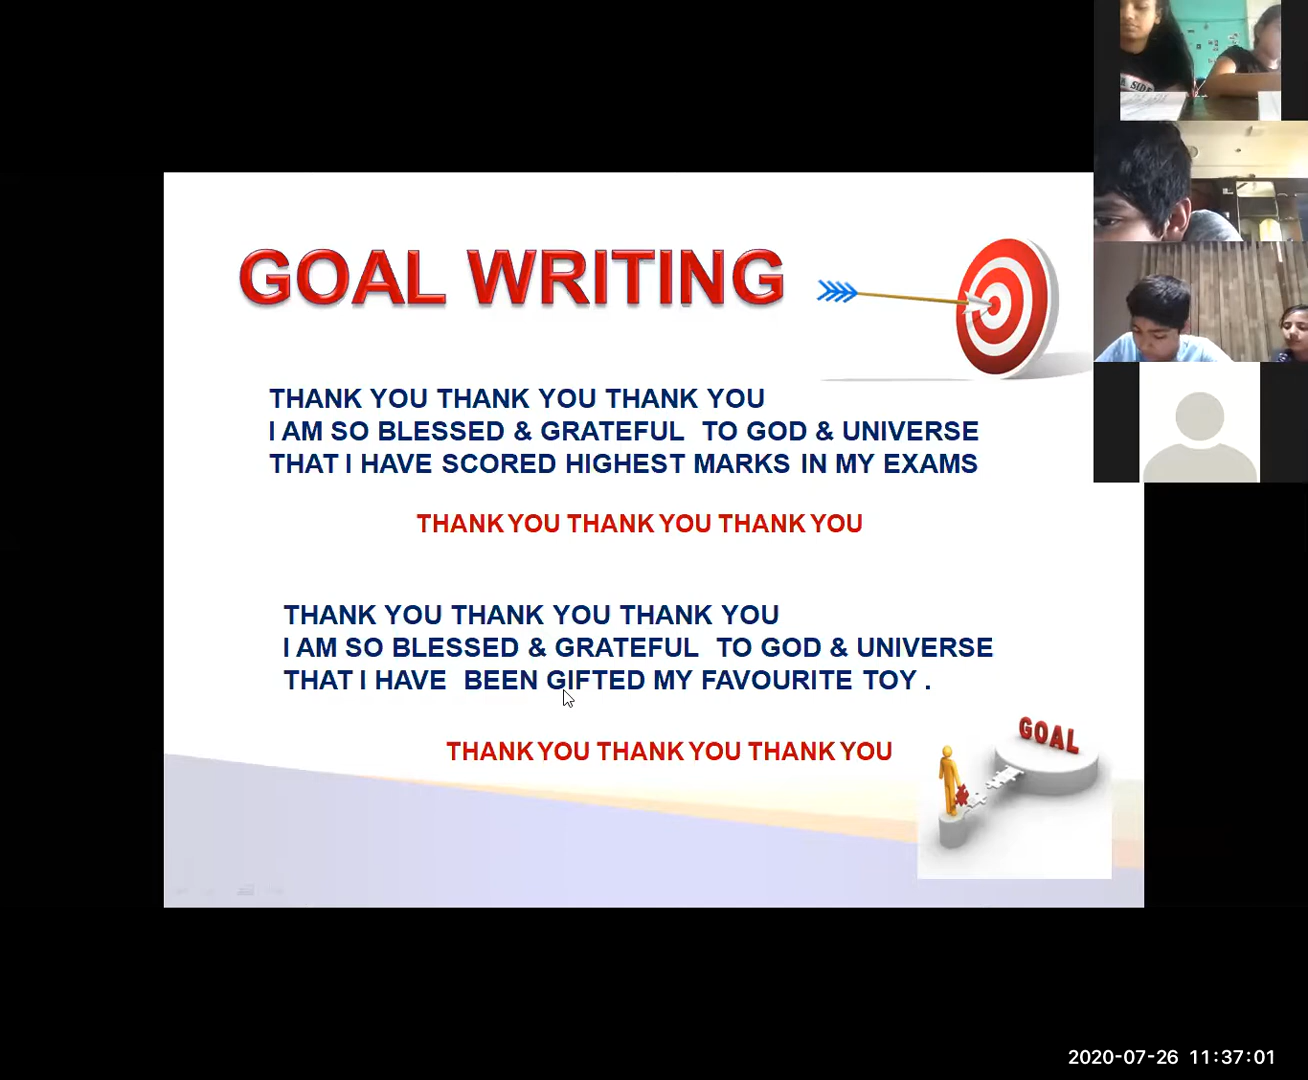 GOAL WRITING
THANK YOU THANK YOU THANK YOU
I AM SO BLESSED & GRATEFUL TO GOD & UNIVERSE
THAT I HAVE SCORED HIGHEST MARKS IN MY EXAMS
THANK YOU THANK YOU THANK YOU
THANK YOU THANK YOU THANK YOU
I AM SO BLESSED & GRATEFUL TO GOD & UNIVERSE
THAT I HAVE BEEN GIFTED MY FAVOURITE TOY .
THANK YOU THANK YOU THANK YOU
GOAL
2020-07-26 11:37:01